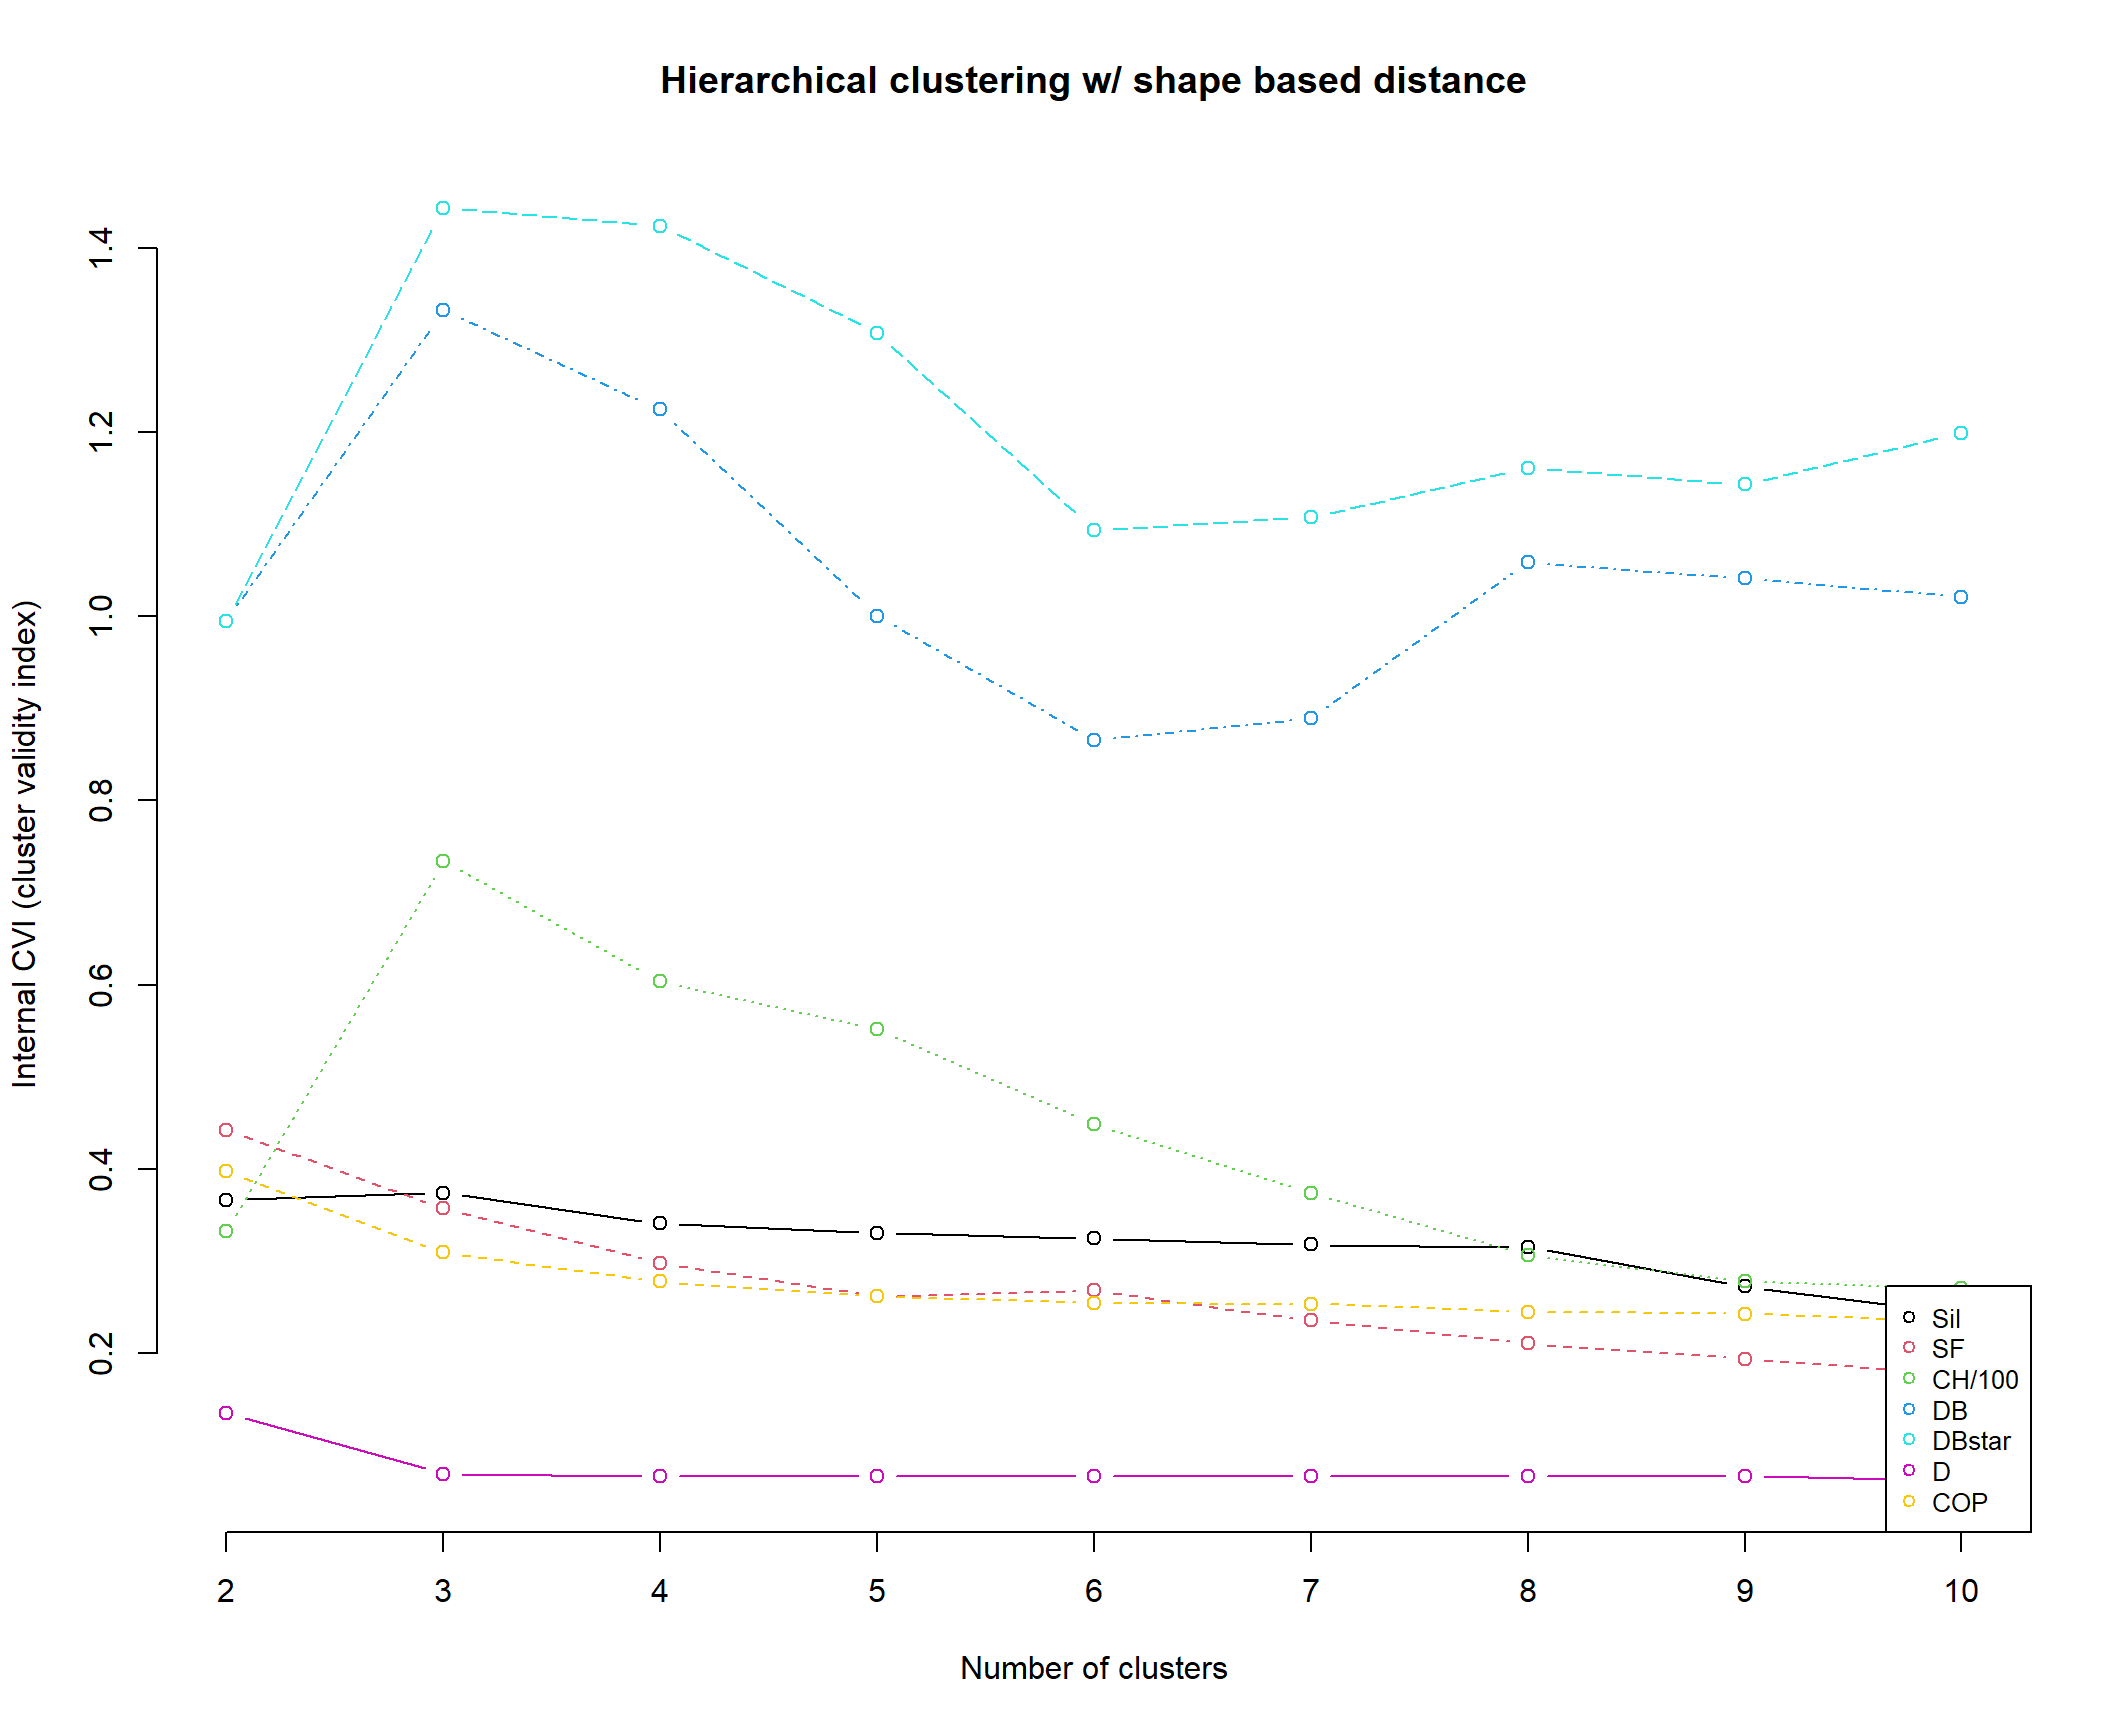 Hierarchical clustering w/ shape based distance
Internal CVI (cluster validity index)
1.4
1.2
1.0
0.8
0.6
0.4
0.2
Sil
SF
CH/100
DB
DBstar
D
COP
2 3 4 5 6 7 8 9 10
Number of clusters